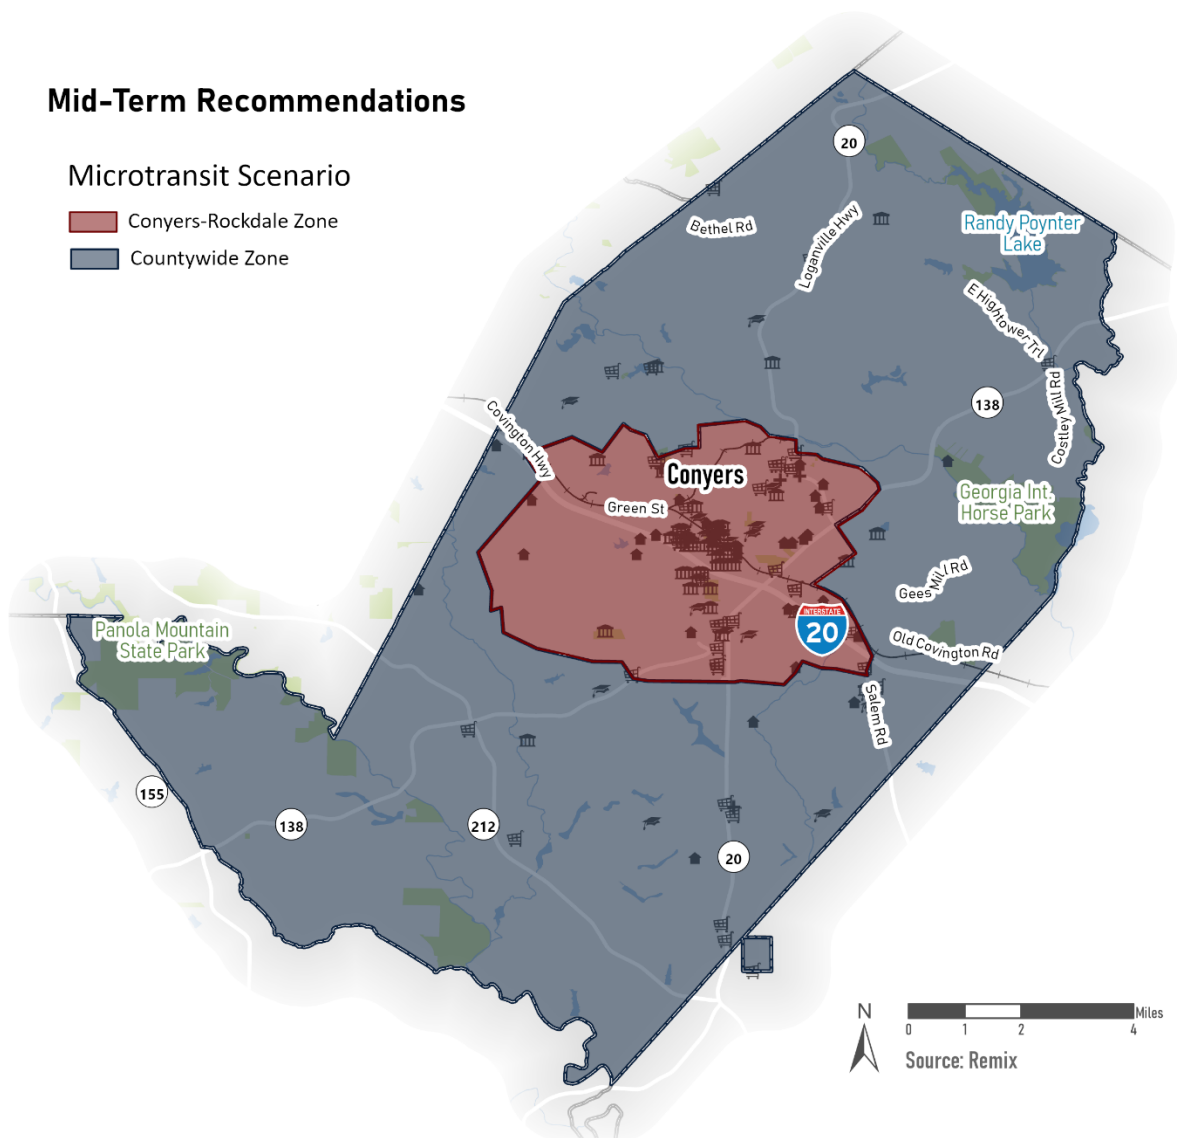 Mid-Term Recommendations
Microtransit Scenario
Conyers-Rockdale Zone
Countywide Zone
20
Bethel Rd
Loganville Hwy
Randy Poynter
Lake
E Hightower Trl
138
Costley Mill Rd
Covington Hwy
Conyers
Green St
Georgia Int.
Horse Park
Gees Mill Rd
INTERSTATE
20
Old Covington Rd
Panola Mountain
State Park
Salem Rd
155
138
212
20
N
0
1
2
4
Miles
Source: Remix